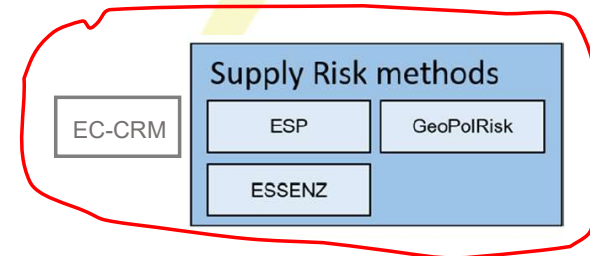 Supply Risk methods
EC-CRM
ESP
GeoPolRisk
ESSENZ